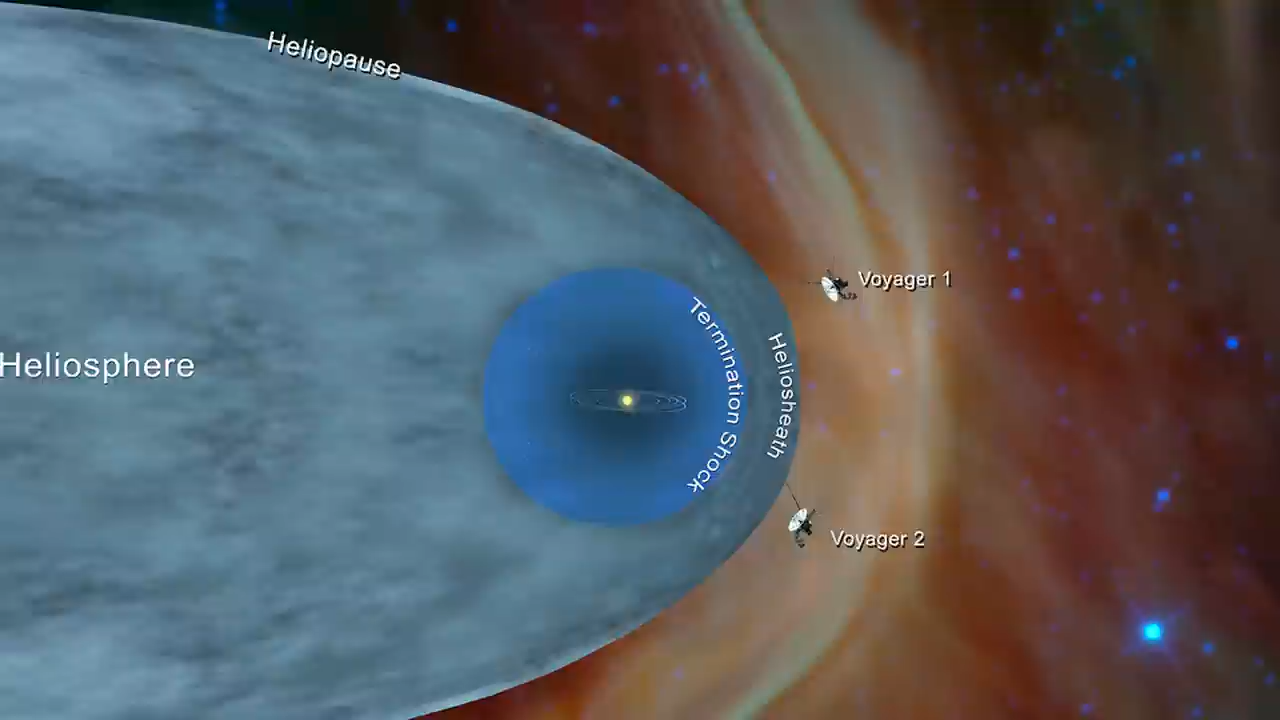 Heliopause
Voyager 1
Termination Shock
Heliosheath
Heliosphere
Voyager 2